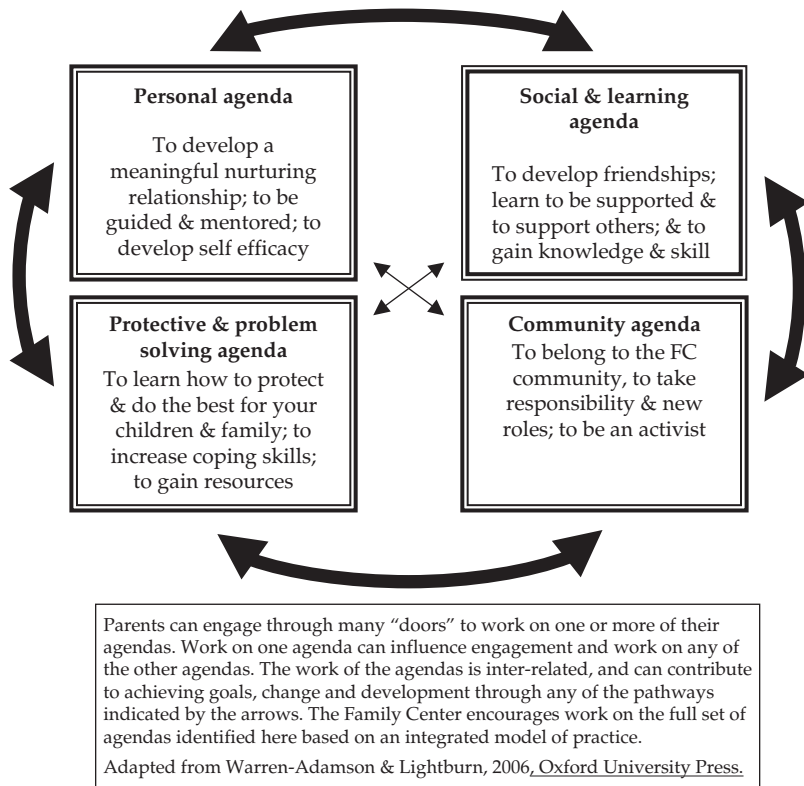 Personal agenda
To develop a
meaningful nurturing
relationship; to be
guided & mentored; to
develop self efficacy
Social & learning
agenda
To develop friendships;
learn to be supported &
to support others; & to
gain knowledge & skill
Protective & problem
solving agenda
To learn how to protect
& do the best for your
children & family; to
increase coping skills;
to gain resources
Community agenda
To belong to the FC
community, to take
responsibility & new
roles; to be an activist
Parents can engage through many “doors” to work on one or more of their
agendas. Work on one agenda can influence engagement and work on any of
the other agendas. The work of the agendas is inter-related, and can contribute
to achieving goals, change and development through any of the pathways
indicated by the arrows. The Family Center encourages work on the full set of
agendas identified here based on an integrated model of practice.
Adapted from Warren-Adamson & Lightburn, 2006, Oxford University Press.